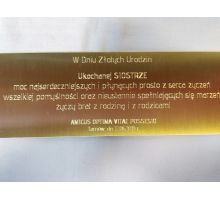 W Dniu Złotych Urodzin
Ukochanej SIOSTRZE
moc najserdeczniejszych i płynących prosto z serca życzeń
wszelkiej pomyślności oraz nieustannie spełniających się marzeń
życzy brat z rodziną i z rodzicami
AMICUS OPTIMA VITAE POSSESSIO